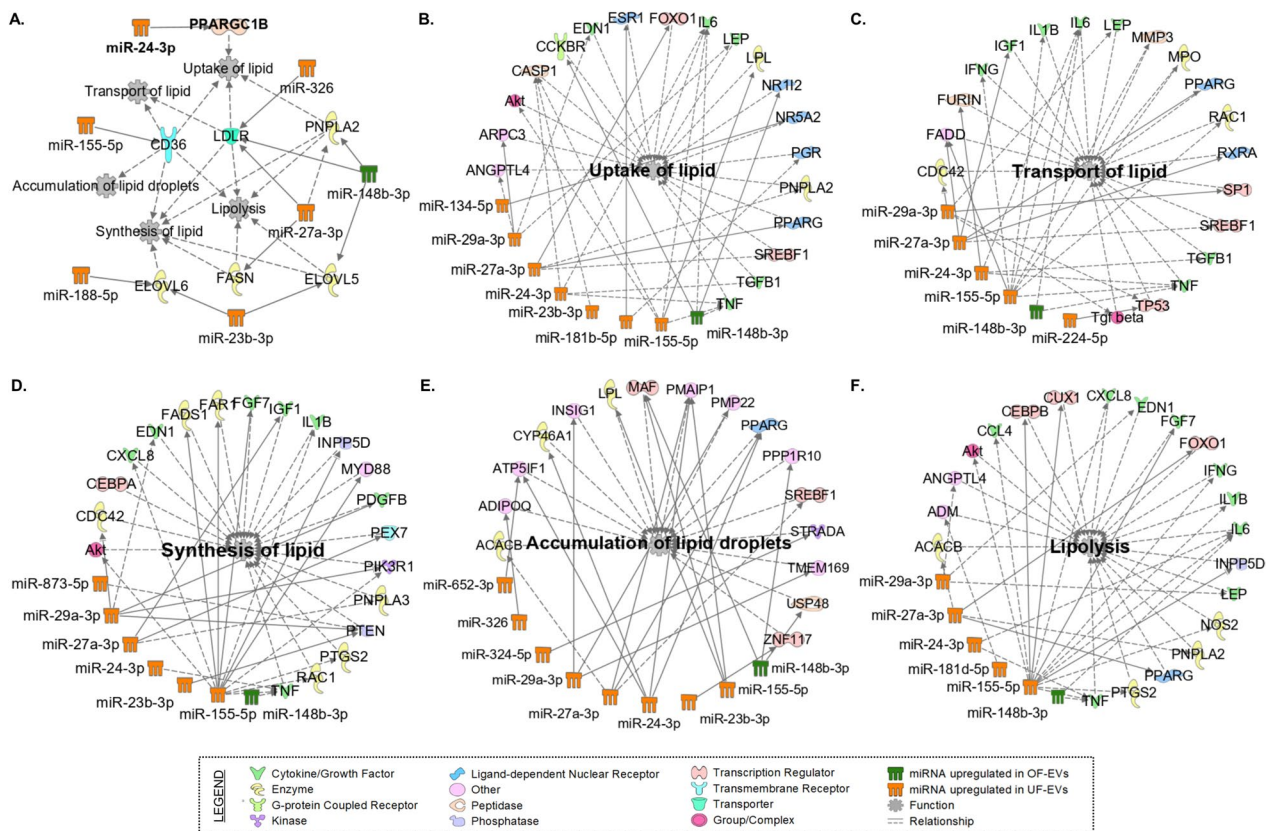 A.
PPARGC1B
miR-24-3p
Uptake of lipid
miR-326
Transport of lipid
PNPLA2
miR-155-5p
CD36
LDLR
miR-148b-3p
Accumulation of lipid droplets
Lipolysis
miR-27a-3p
Synthesis of lipid
miR-188-5p
ELOVL6
FASN
ELOVL5
miR-23b-3p
B.
EDN1
ESR1
FOXO1
IL6
LEP
CCKBR
LPL
CASP1
NR1I2
Akt
NR5A2
ARPC3
PGR
ANGPTL4
Uptake of lipid
PNPLA2
miR-134-5p
PPARG
miR-29a-3p
SREBF1
miR-27a-3p
TGFB1
miR-24-3p
TNF
miR-23b-3p
miR-181b-5p
miR-155-5p
miR-148b-3p
C.
IL1B
IL6
LEP
IGF1
MMP3
IFNG
MPO
FURIN
PPARG
FADD
RAC1
CDC42
Transport of lipid
RXRA
miR-29a-3p
SP1
miR-27a-3p
SREBF1
miR-24-3p
TGFB1
miR-155-5p
TNF
miR-148b-3p
TP53
Tgf beta
miR-224-5p
D.
FADS1
FAR1
FGF7
IGF1
EDN1
IL1B
CXCL8
INPP5D
CEBPA
MYD88
CDC42
PDGFB
Akt
Synthesis of lipid
PEX7
miR-873-5p
PIK3R1
miR-29a-3p
PNPLA3
miR-27a-3p
PTEN
miR-24-3p
PTGS2
miR-23b-3p
RAC1
miR-155-5p
TNF
miR-148b-3p
E.
LPL
MAF
PMAIP1
INSIG1
PMP22
CYP46A1
PPARG
ATP5IF1
PPP1R10
ADIPOQ
SREBF1
ACACB
Accumulation of lipid droplets
STRADA
miR-652-3p
TMEM169
miR-326
USP48
miR-324-5p
ZNF117
miR-29a-3p
miR-148b-3p
miR-27a-3p
miR-155-5p
miR-24-3p
miR-23b-3p
F.
CUX1
CXCL8
CEBPB
EDN1
CCL4
FGF7
Akt
FOXO1
ANGPTL4
IFNG
ADM
IL1B
ACACB
Lipolysis
IL6
miR-29a-3p
INPP5D
miR-27a-3p
LEP
miR-24-3p
NOS2
miR-181d-5p
PNPLA2
miR-155-5p
PPARG
miR-148b-3p
PTGS2
TNF
LEGEND
Cytokine/Growth Factor
Enzyme
G-protein Coupled Receptor
Kinase
Ligand-dependent Nuclear Receptor
Other
Peptidase
Phosphatase
Transcription Regulator
Transmembrane Receptor
Transporter
Group/Complex
miRNA upregulated in OF-EVs
miRNA upregulated in UF-EVs
Function
Relationship